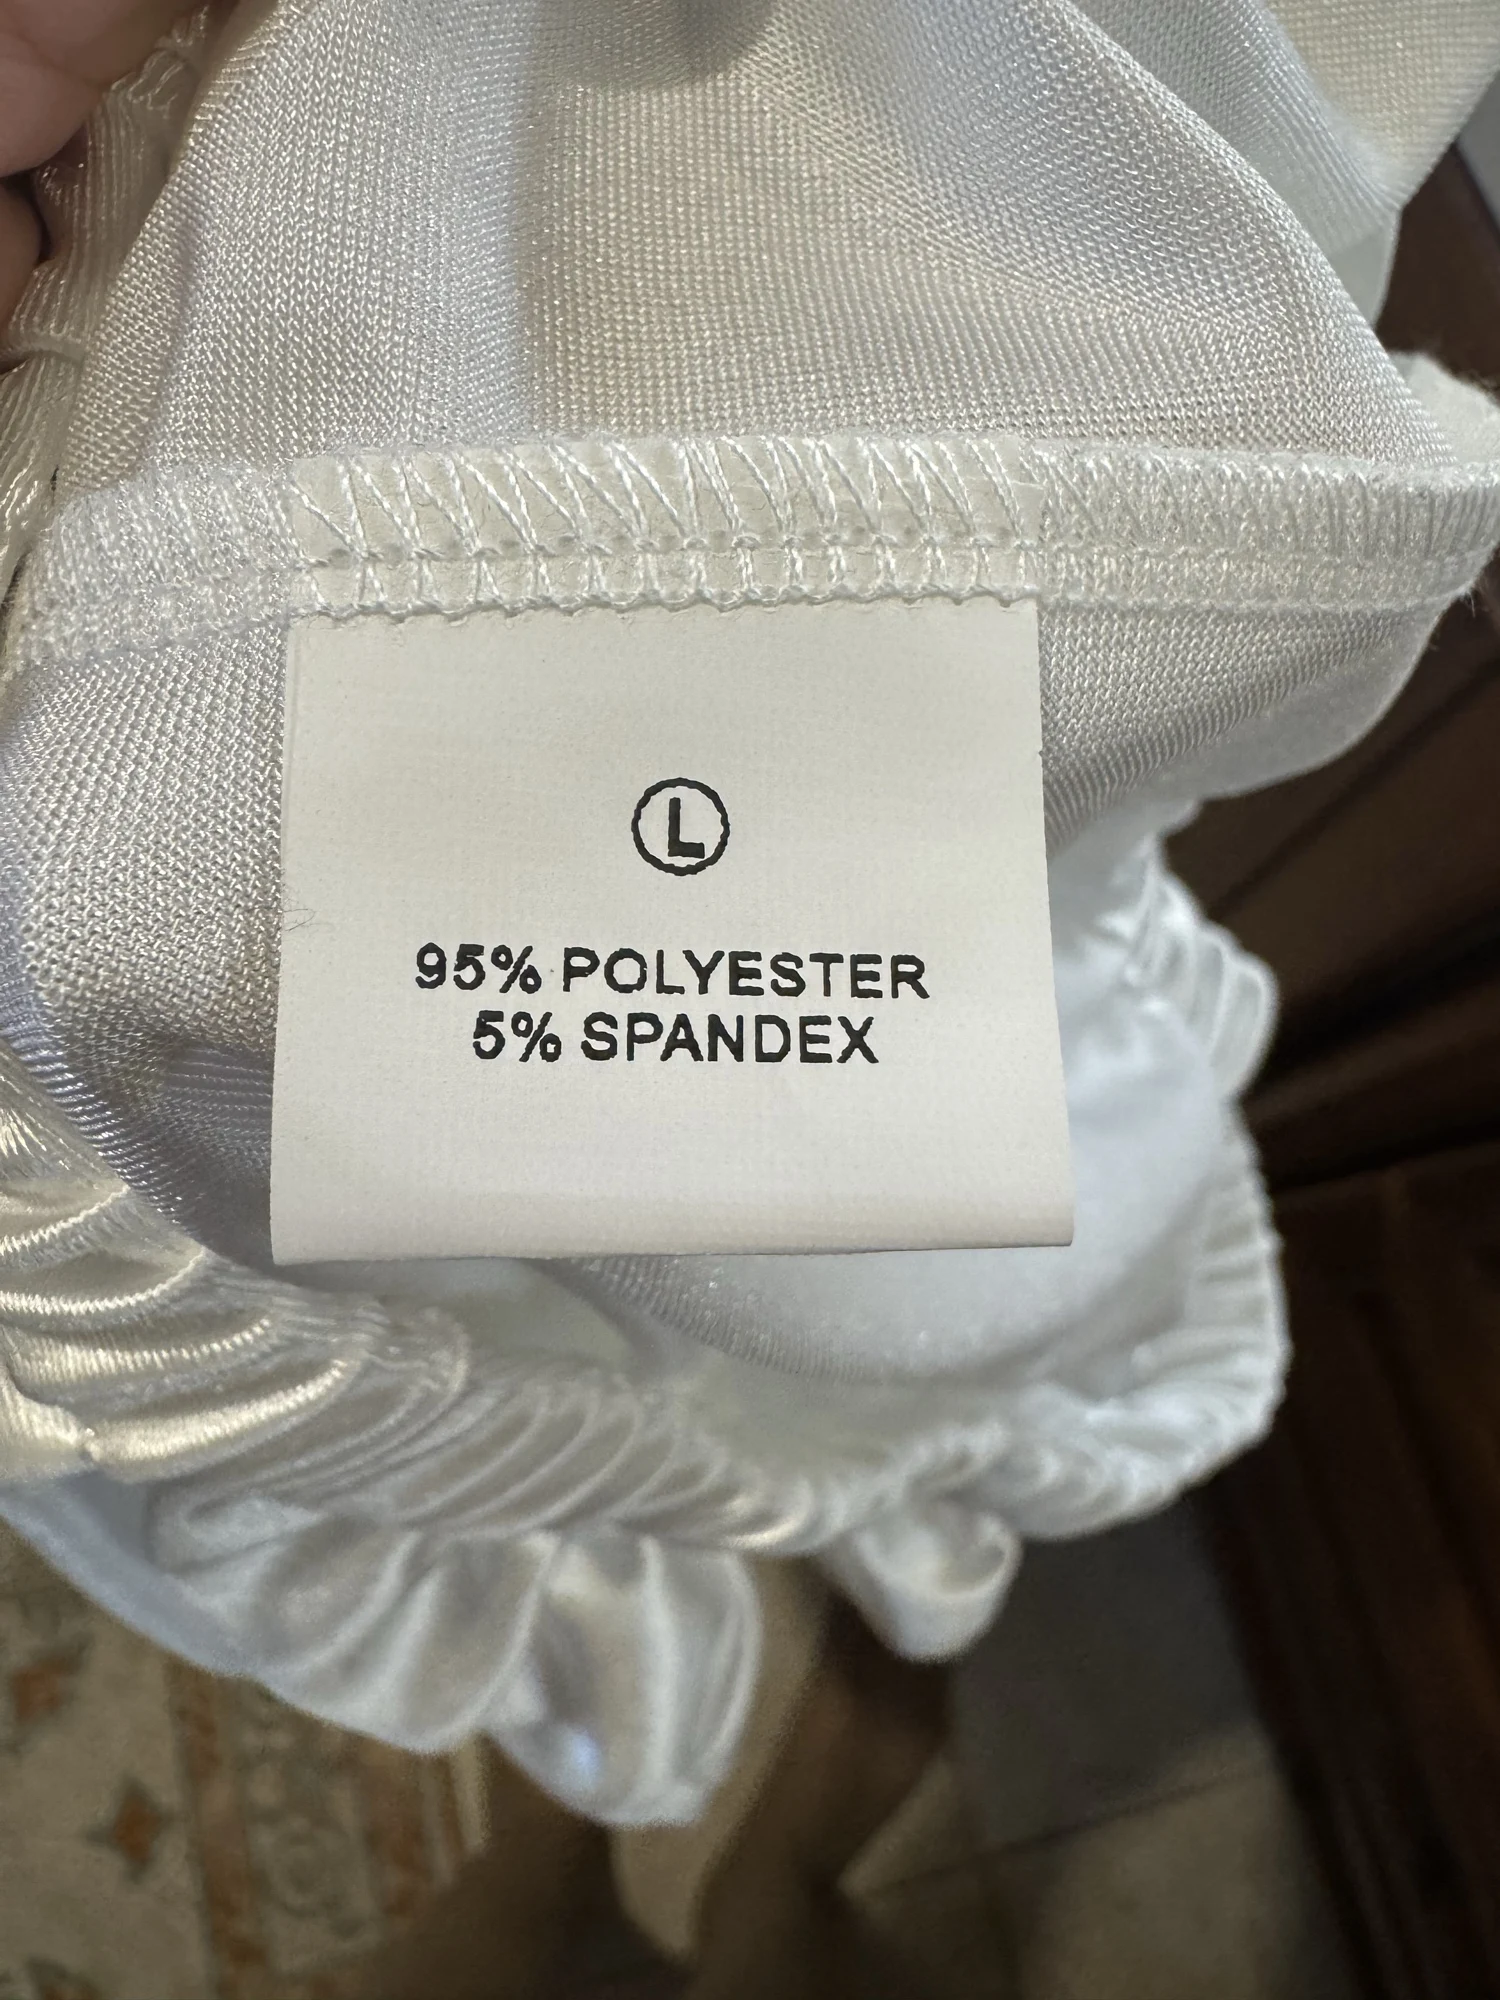 L
95% POLYESTER
5% SPANDEX